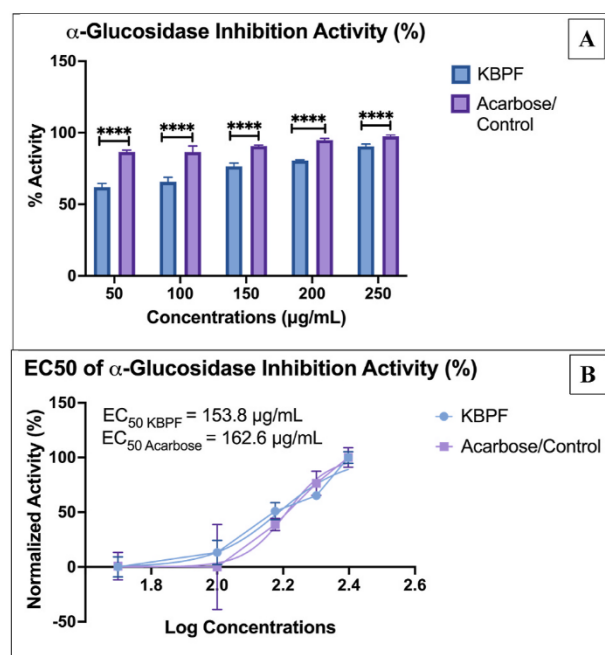 α-Glucosidase Inhibition Activity (%)
A
150
100
50
0
% Activity
**** **** **** **** ****
50 100 150 200 250
Concentrations (µg/mL)
KBPF
Acarbose/
Control
EC50 of α-Glucosidase Inhibition Activity (%)
B
150
100
50
0
-50
Normalized Activity (%)
EC50 KBPF = 153.8 µg/mL
EC50 Acarbose = 162.6 µg/mL
1.8 2.0 2.2 2.4 2.6
Log Concentrations
KBPF
Acarbose/Control